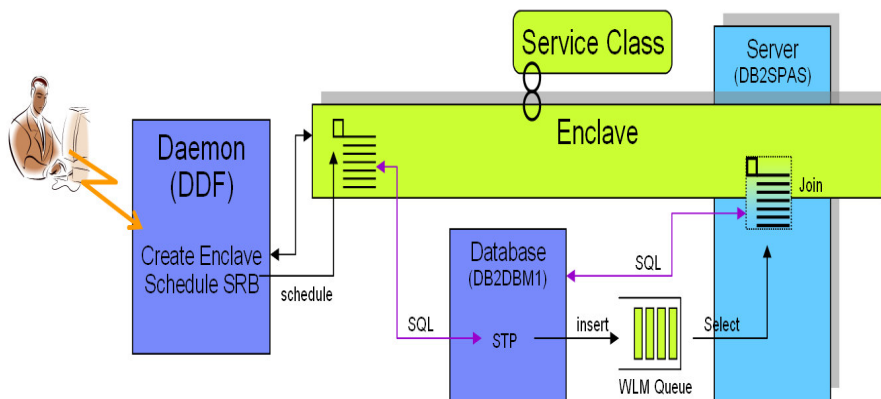 Service Class
Server
(DB2SPAS)
Enclave
Daemon
(DDF)
Join
Create Enclave
Schedule SRB
schedule
Database
(DB2DBM1)
SQL
SQL
STP
insert
Select
WLM Queue